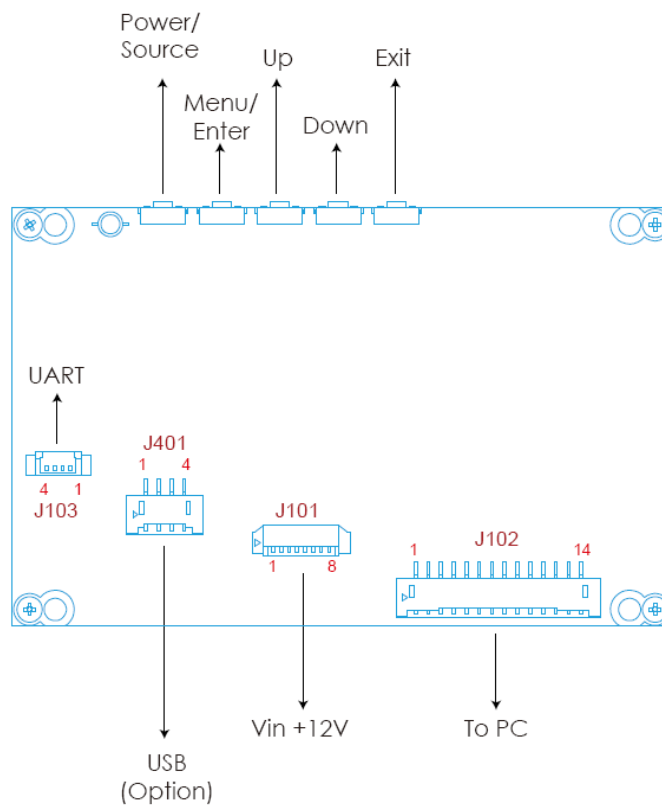 Power/
Source
Up
Exit
Menu/
Enter
Down
UART
J401
1 4
4 1
J103
J101
1 8
J102
1 14
Vin +12V
To PC
USB
(Option)